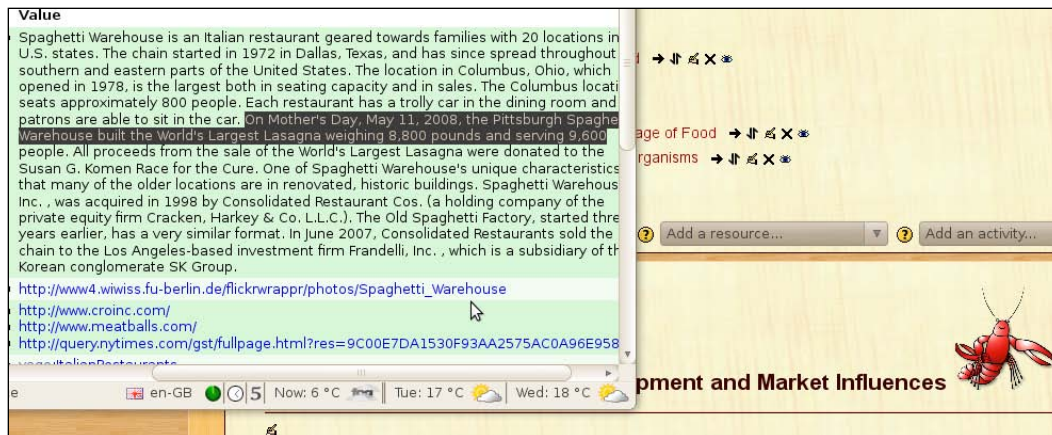 Value
Spaghetti Warehouse is an Italian restaurant geared towards families with 20 locations in
U.S. states. The chain started in 1972 in Dallas, Texas, and has since spread throughout
southern and eastern parts of the United States. The location in Columbus, Ohio, which
opened in 1978, is the largest both in seating capacity and in sales. The Columbus locati
seats approximately 800 people. Each restaurant has a trolly car in the dining room and
patrons are able to sit in the car. On Mother's Day, May 11, 2008, the Pittsburgh Spaghe
Warehouse built the World's Largest Lasagna weighing 8,800 pounds and serving 9,600
people. All proceeds from the sale of the World's Largest Lasagna were donated to the
Susan G. Komen Race for the Cure. One of Spaghetti Warehouse's unique characteristics
that many of the older locations are in renovated, historic buildings. Spaghetti Warehous
Inc. , was acquired in 1998 by Consolidated Restaurant Cos. (a holding company of the
private equity firm Cracken, Harkey & Co. L.L.C.). The Old Spaghetti Factory, started thre
years earlier, has a very similar format. In June 2007, Consolidated Restaurants sold the
chain to the Los Angeles-based investment firm Frandelli, Inc. , which is a subsidiary of th
Korean conglomerate SK Group.
http://www4.wiwiss.fu-berlin.de/flickrwrappr/photos/Spaghetti_Warehouse
http://www.croinc.com/
http://www.meatballs.com/
http://query.nytimes.com/gst/fullpage.html?res=9C00E7DA1530F93AA2575AC0A96E958
yago:ItalianRestaurants
e en-GB 5 Now: 6 °C fog Tue: 17 °C Wed: 18 °C
age of Food
rganisms
Add a resource... Add an activity...
pment and Market Influences